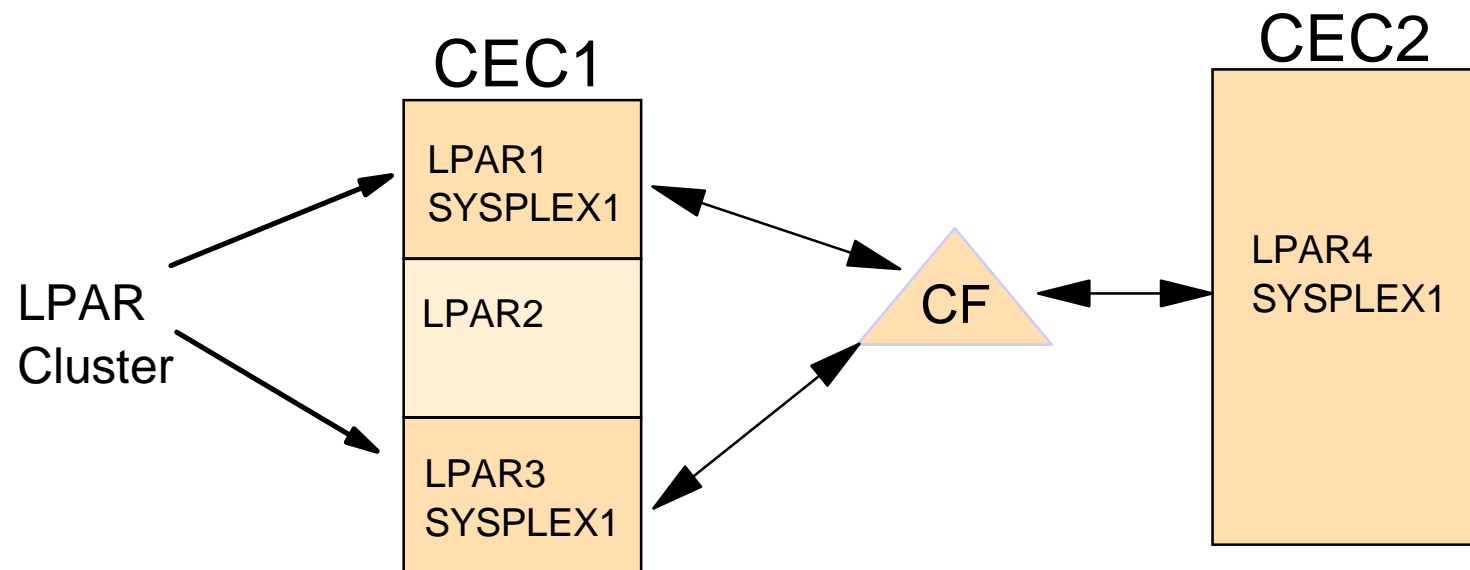 CEC1
CEC2
LPAR1
SYSPLEX1
LPAR
Cluster
LPAR2
LPAR3
SYSPLEX1
CF
LPAR4
SYSPLEX1